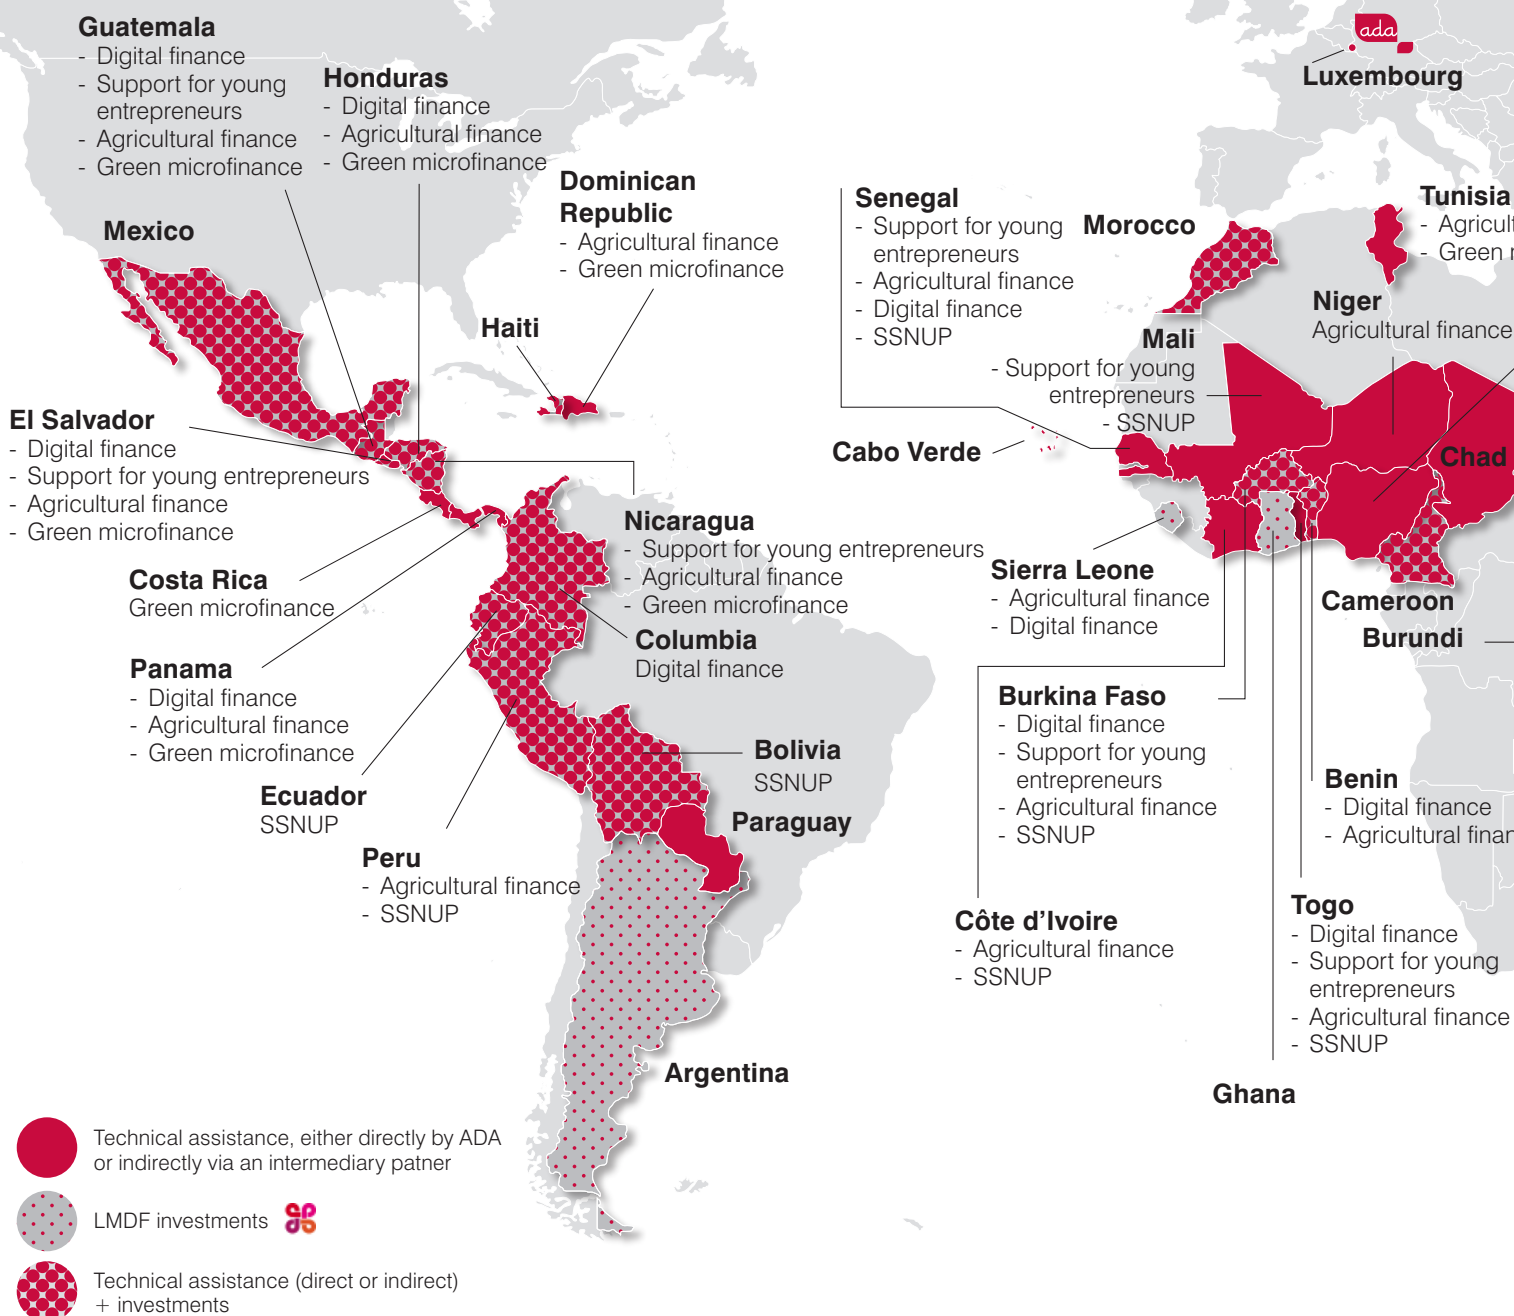 Guatemala
- Digital finance
- Support for young
entrepreneurs
- Agricultural finance
- Green microfinance
Honduras
- Digital finance
- Agricultural finance
- Green microfinance
Dominican
Republic
- Agricultural finance
- Green microfinance
Mexico
Haiti
El Salvador
- Digital finance
- Support for young entrepreneurs
- Agricultural finance
- Green microfinance
Costa Rica
Green microfinance
Panama
- Digital finance
- Agricultural finance
- Green microfinance
Ecuador
SSNUP
Peru
- Agricultural finance
- SSNUP
Nicaragua
- Support for young entrepreneurs
- Agricultural finance
- Green microfinance
Columbia
Digital finance
Bolivia
SSNUP
Paraguay
Argentina
ada
Luxembourg
Senegal
- Support for young
entrepreneurs
- Agricultural finance
- Digital finance
- SSNUP
Morocco
Tunisia
- Agricult
- Green
Niger
Agricultural finance
Mali
- Support for young
entrepreneurs
- SSNUP
Cabo Verde
Chad
Sierra Leone
- Agricultural finance
- Digital finance
Cameroon
Burundi
Burkina Faso
- Digital finance
- Support for young
entrepreneurs
- Agricultural finance
- SSNUP
Benin
- Digital finance
- Agricultural finan
Côte d'Ivoire
- Agricultural finance
- SSNUP
Togo
- Digital finance
- Support for young
entrepreneurs
- Agricultural finance
- SSNUP
Ghana
Technical assistance, either directly by ADA
or indirectly via an intermediary patner
LMDF investments
Technical assistance (direct or indirect)
+ investments